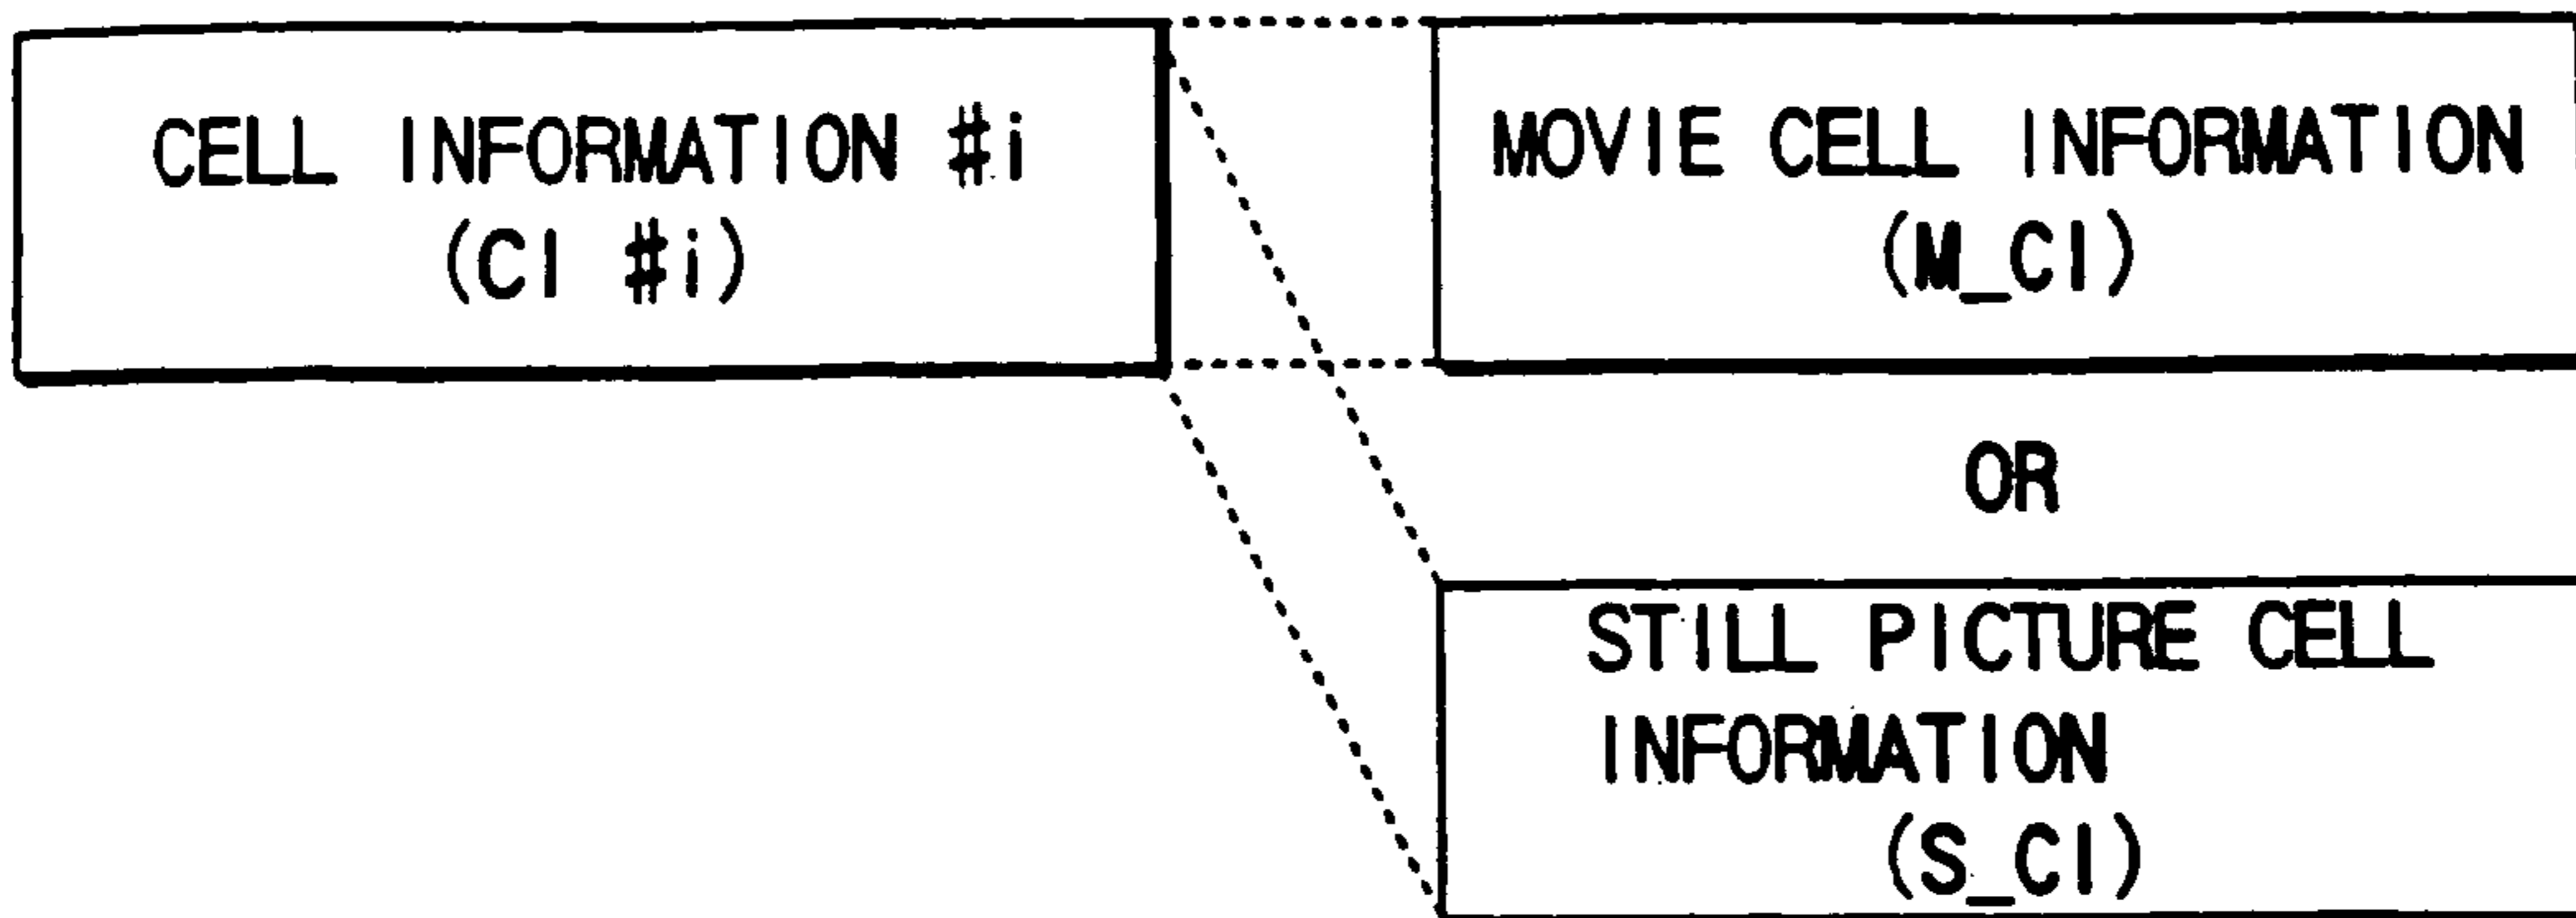 CELL INFORMATION #i
(CI #i)
MOVIE CELL INFORMATION
(M_CI)
OR
STILL PICTURE CELL
INFORMATION
(S_CI)